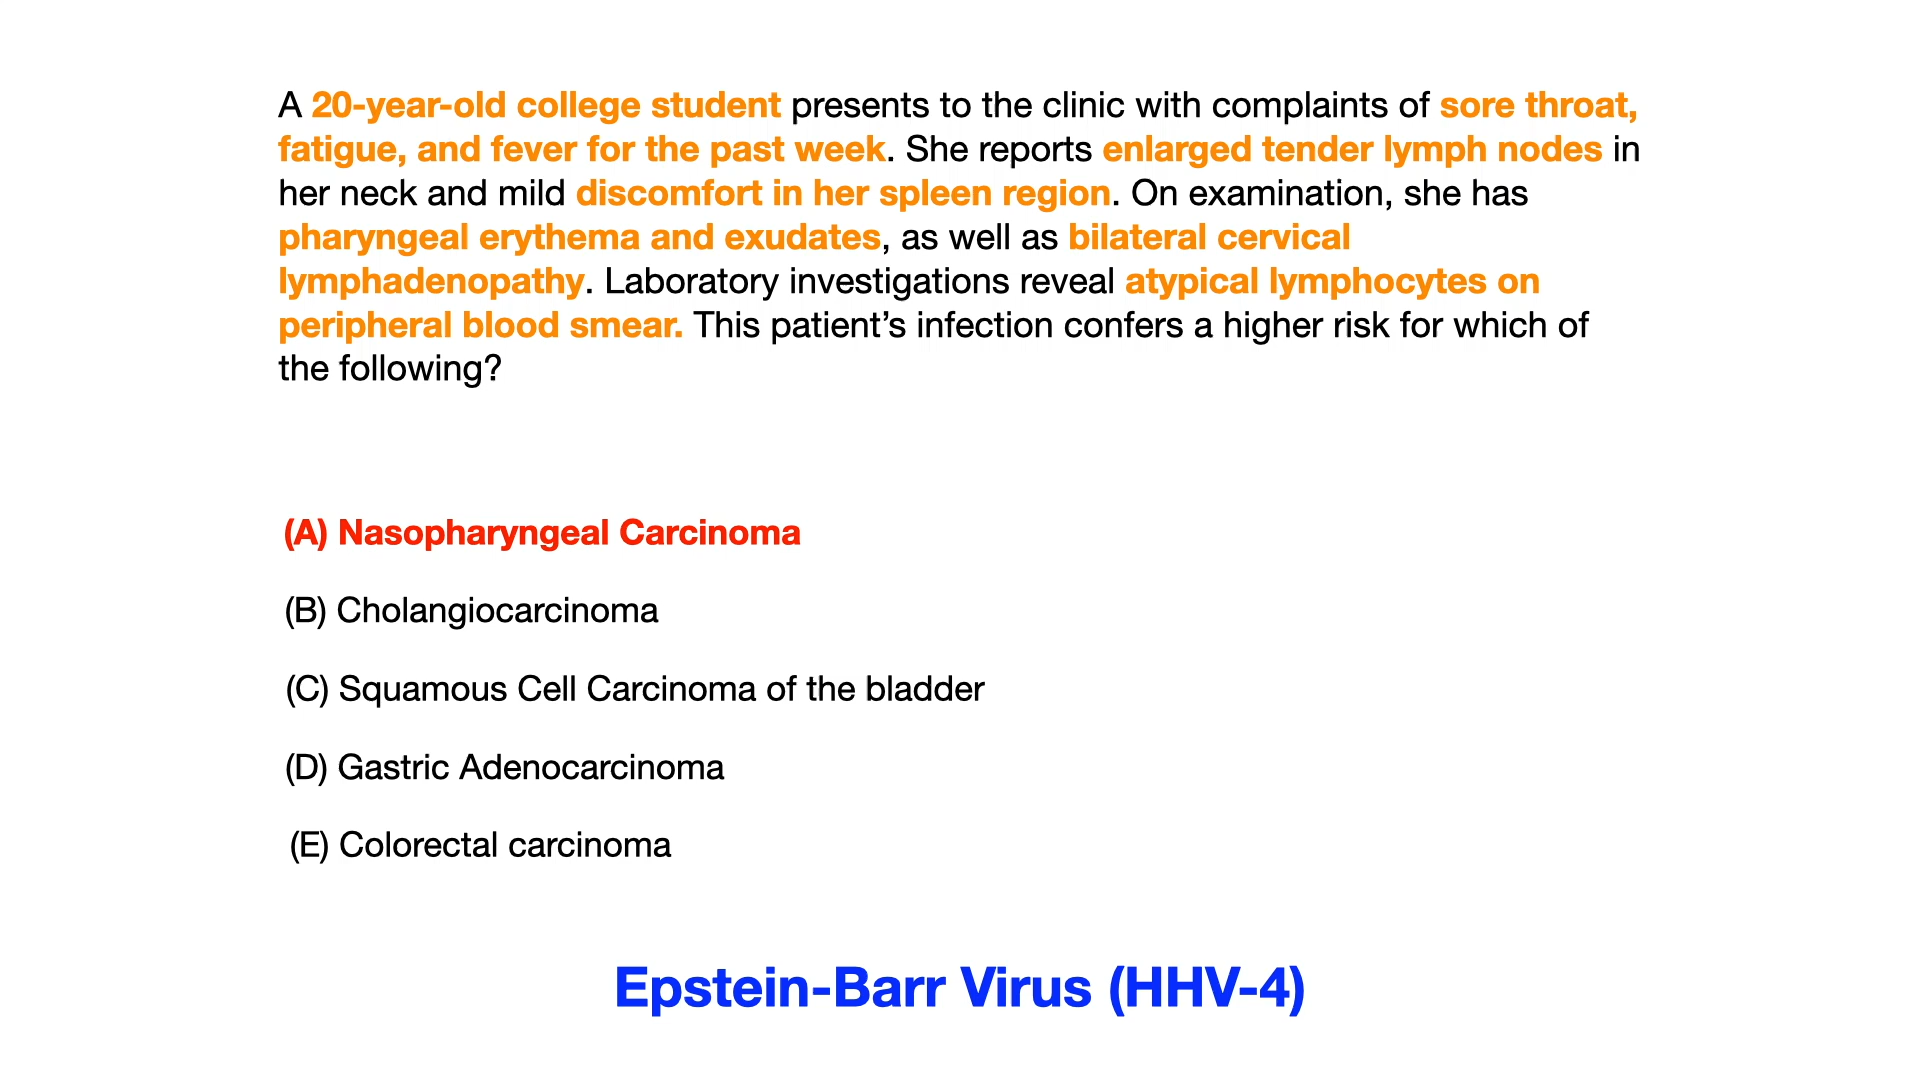 A 20-year-old college student presents to the clinic with complaints of sore throat,
fatigue, and fever for the past week. She reports enlarged tender lymph nodes in
her neck and mild discomfort in her spleen region. On examination, she has
pharyngeal erythema and exudates, as well as bilateral cervical
lymphadenopathy. Laboratory investigations reveal atypical lymphocytes on
peripheral blood smear. This patient’s infection confers a higher risk for which of
the following?
(A) Nasopharyngeal Carcinoma
(B) Cholangiocarcinoma
(C) Squamous Cell Carcinoma of the bladder
(D) Gastric Adenocarcinoma
(E) Colorectal carcinoma
Epstein-Barr Virus (HHV-4)